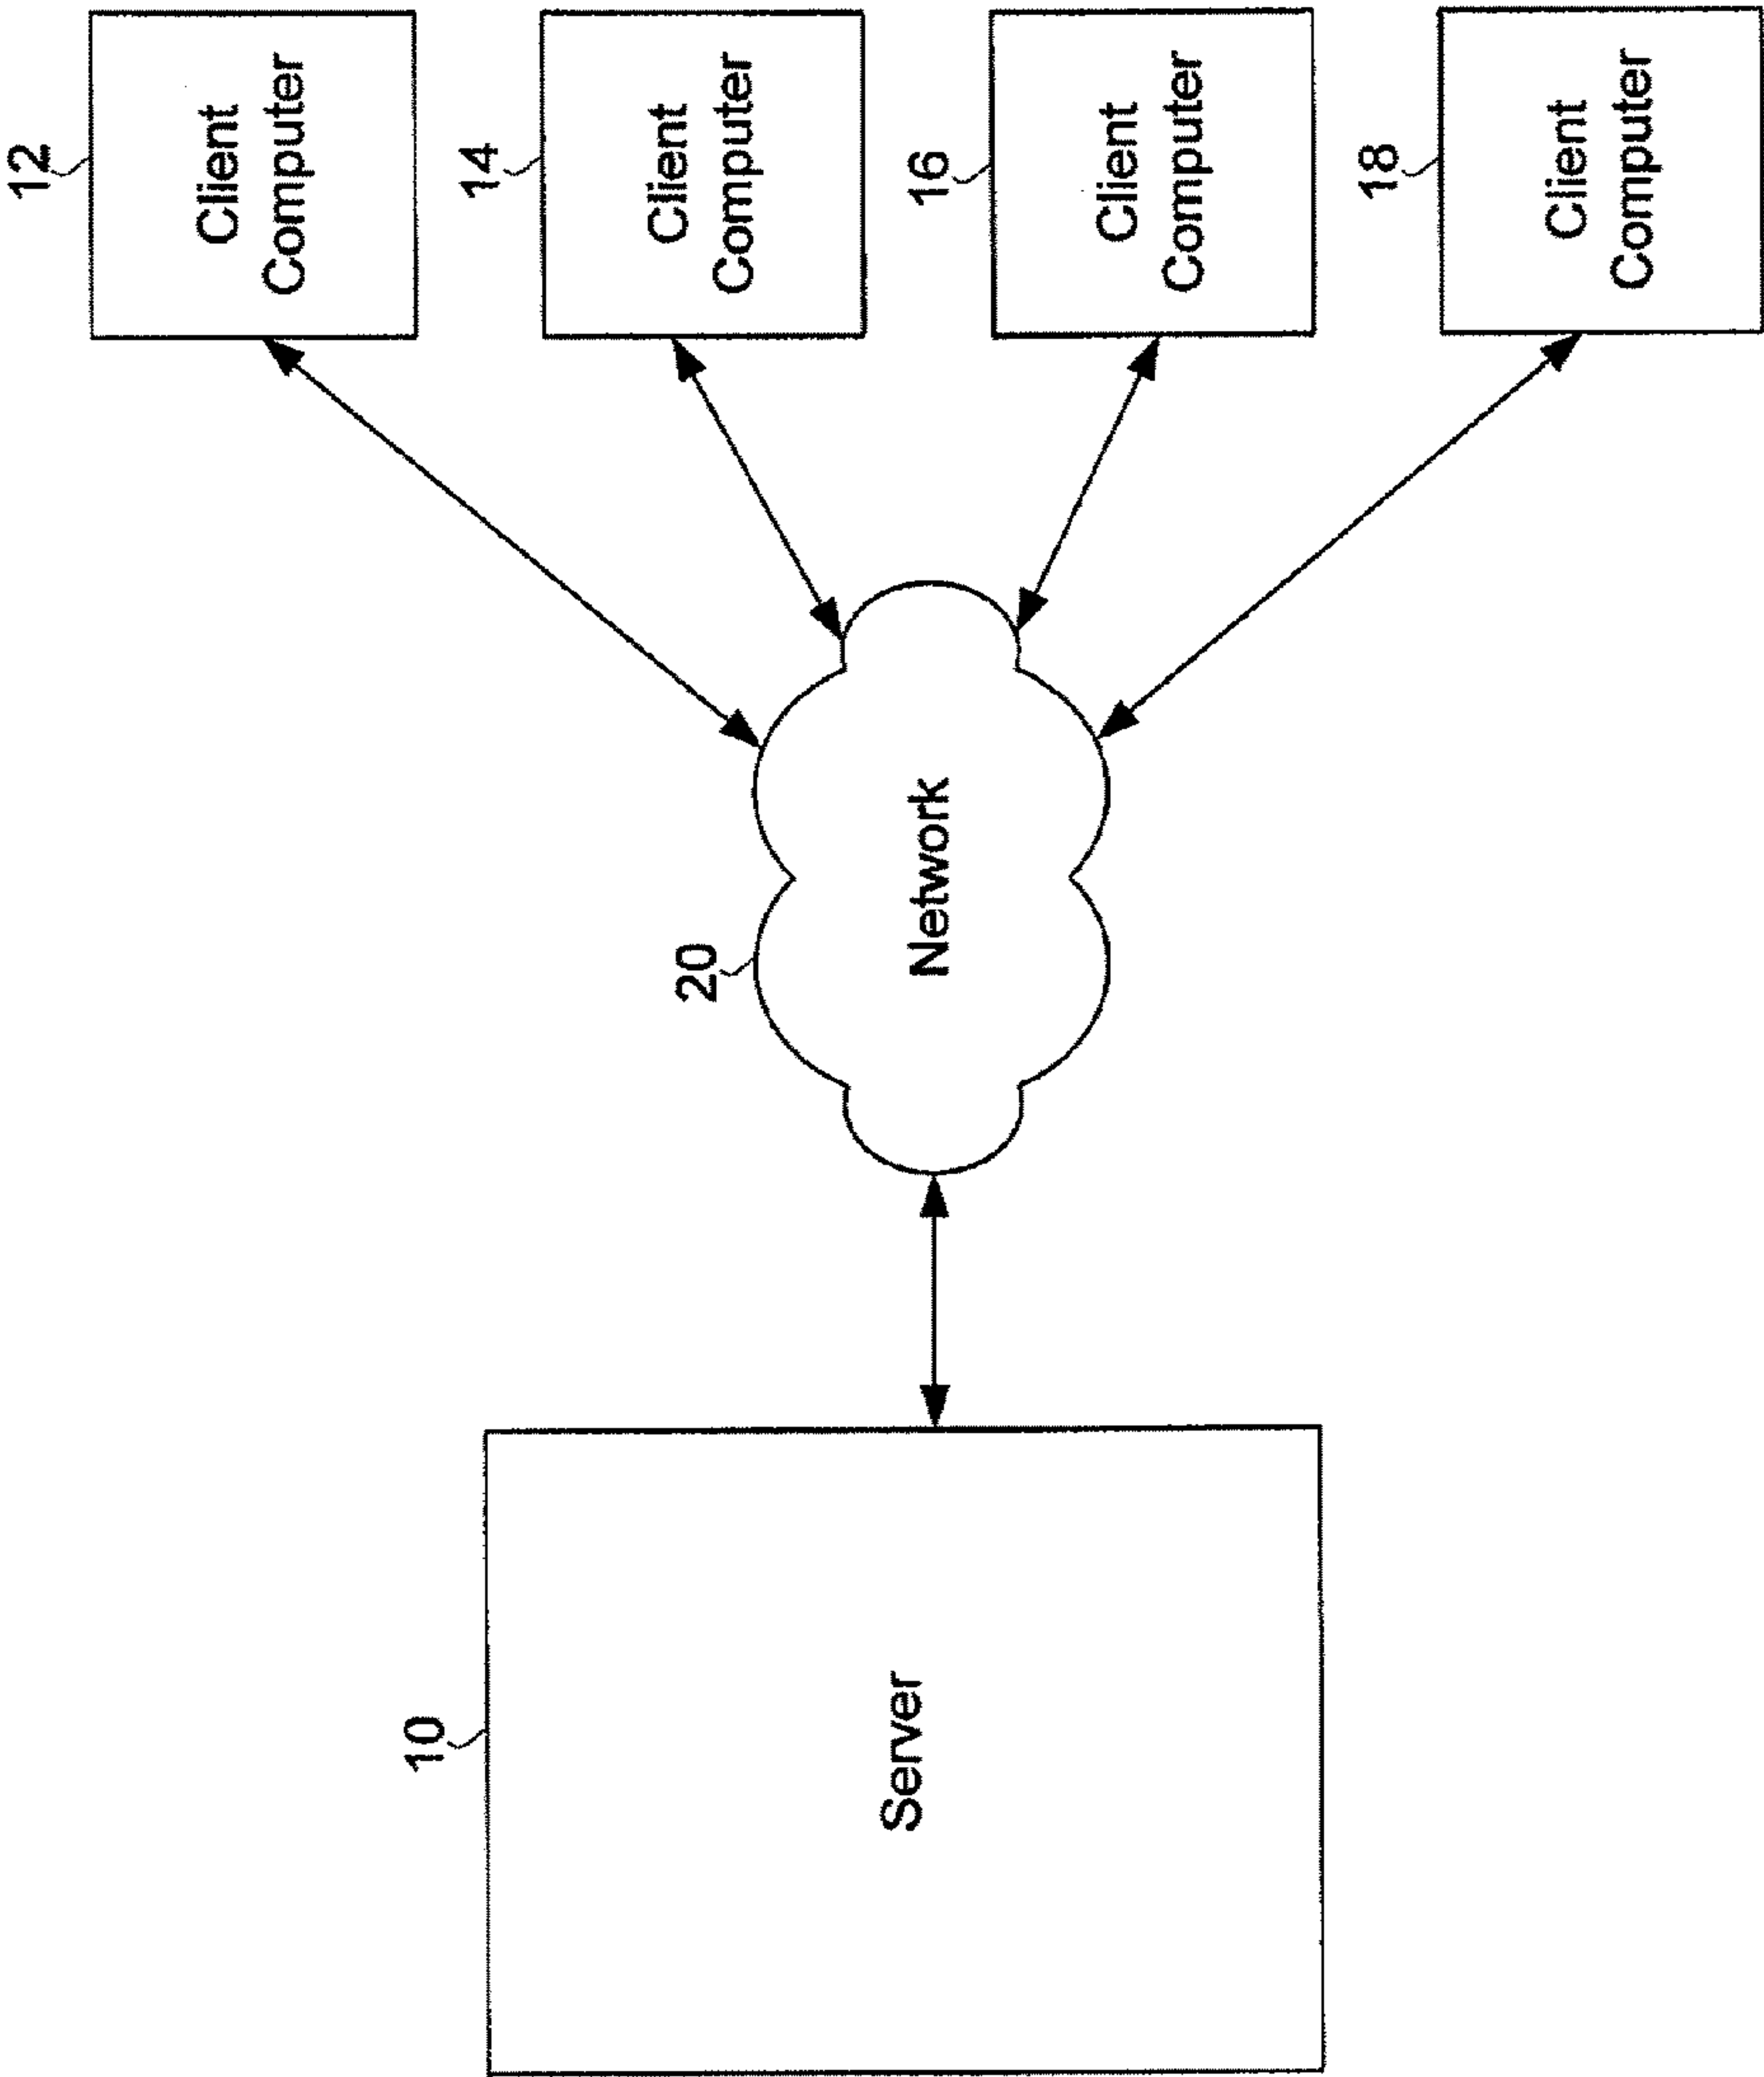 10
Server
20
Network
12
Client
Computer
14
Client
Computer
16
Client
Computer
18
Client
Computer